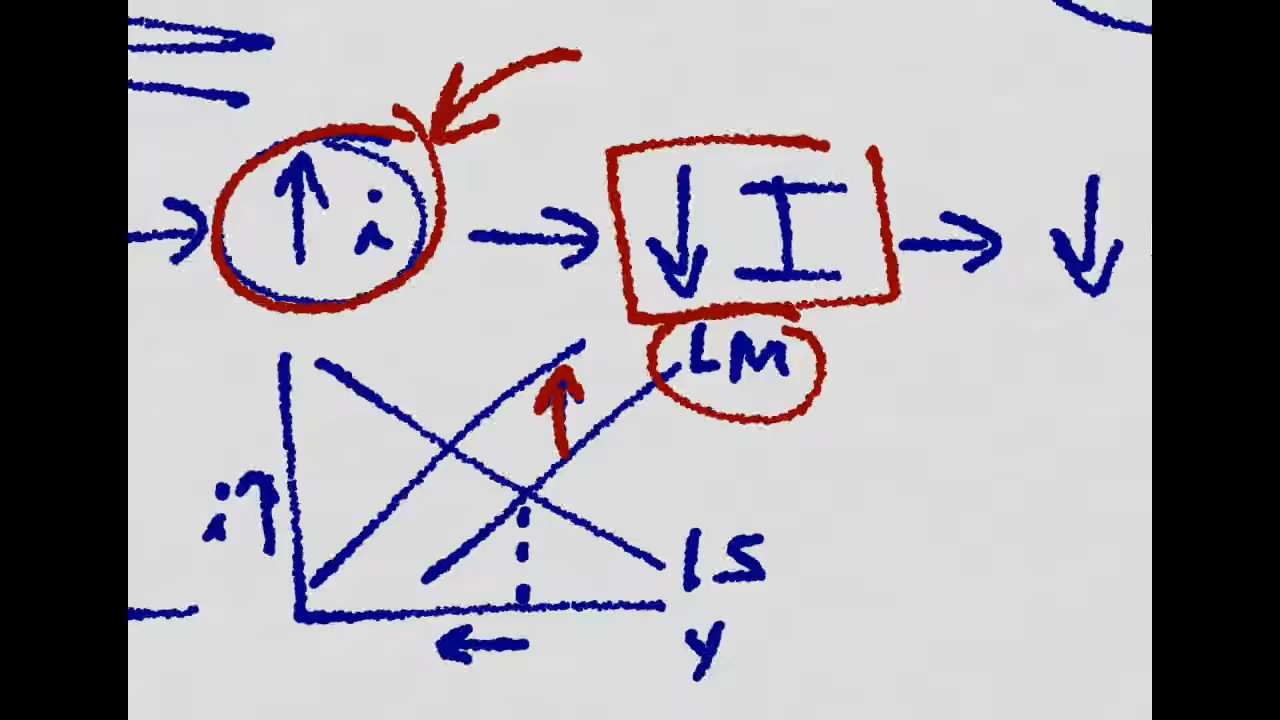 → ↑ i → ↓ I → ↓
LM
i↑
IS
← Y